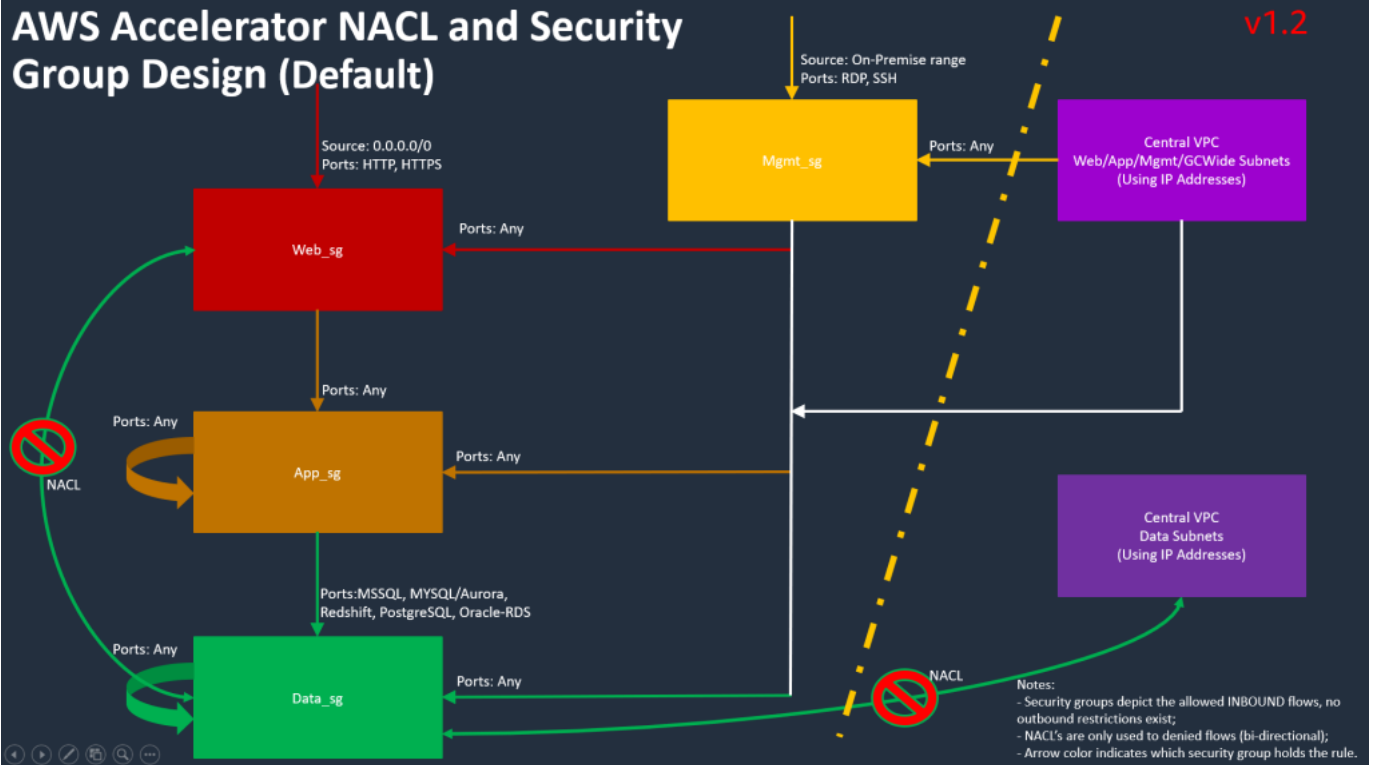 AWS Accelerator NACL and Security
Group Design (Default)
v1.2
Source: On-Premise range
Ports: RDP, SSH
Source: 0.0.0.0/0
Ports: HTTP, HTTPS
Mgmt_sg
Ports: Any
Central VPC
Web/App/Mgmt/GCWide Subnets
(Using IP Addresses)
Web_sg
Ports: Any
Ports: Any
Ports: Any
App_sg
Ports: Any
NACL
Central VPC
Data Subnets
(Using IP Addresses)
Ports:MSSQL, MYSQL/Aurora,
Redshift, PostgreSQL, Oracle-RDS
Ports: Any
Data_sg
Ports: Any
NACL
Notes:
- Security groups depict the allowed INBOUND flows, no
outbound restrictions exist;
- NACL's are only used to denied flows (bi-directional);
- Arrow color indicates which security group holds the rule.